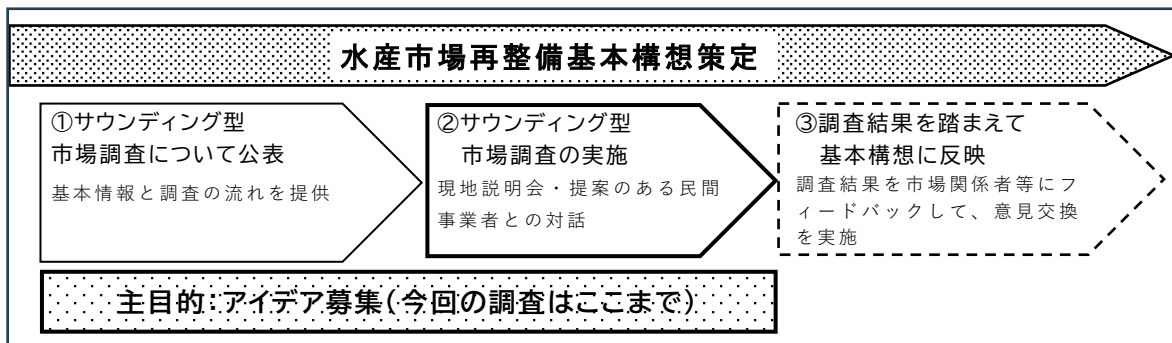 水産市場再整備基本構想策定
①サウンディング型
市場調査について公表
基本情報と調査の流れを提供
②サウンディング型
市場調査の実施
現地説明会・提案のある民間
事業者との対話
③調査結果を踏まえて
基本構想に反映
調査結果を市場関係者等にフ
ィードバックして、意見交換
を実施
主目的:アイデア募集(今回の調査はここまで)